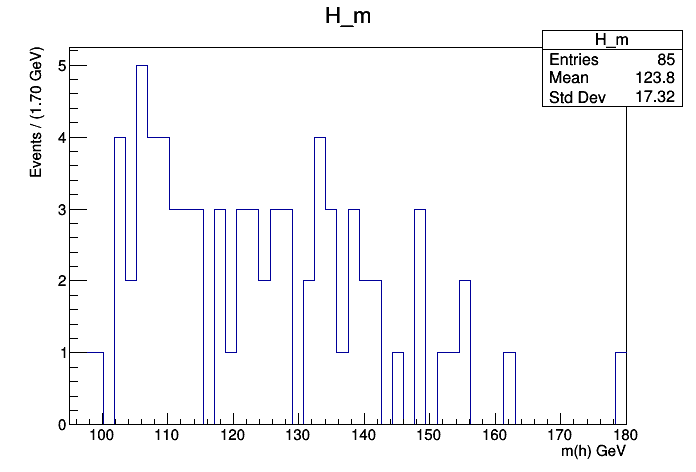 H_m
H_m
Entries 85
Mean 123.8
Std Dev 17.32
Events / (1.70 GeV)
5
4
3
2
1
0
100 110 120 130 140 150 160 170 180
m(h) GeV